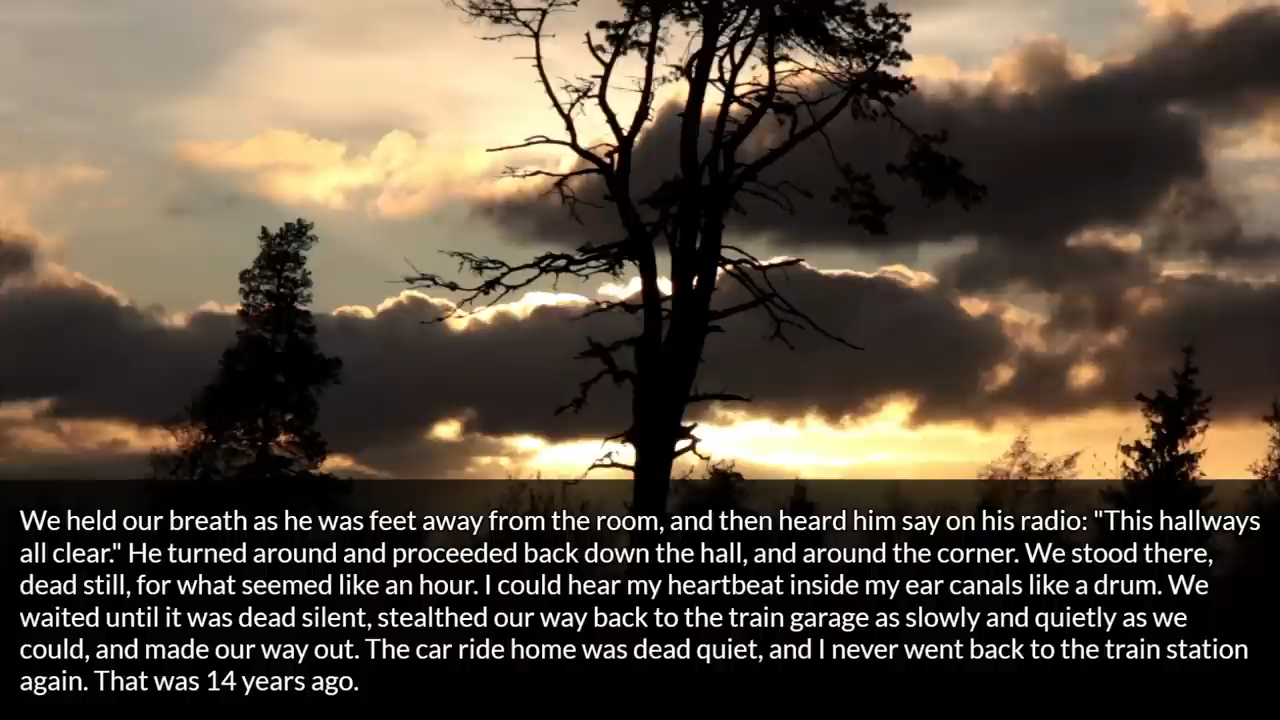 We held our breath as he was feet away from the room, and then heard him say on his radio: "This hallways
all clear." He turned around and proceeded back down the hall, and around the corner. We stood there,
dead still, for what seemed like an hour. I could hear my heartbeat inside my ear canals like a drum. We
waited until it was dead silent, stealthed our way back to the train garage as slowly and quietly as we
could, and made our way out. The car ride home was dead quiet, and I never went back to the train station
again. That was 14 years ago.